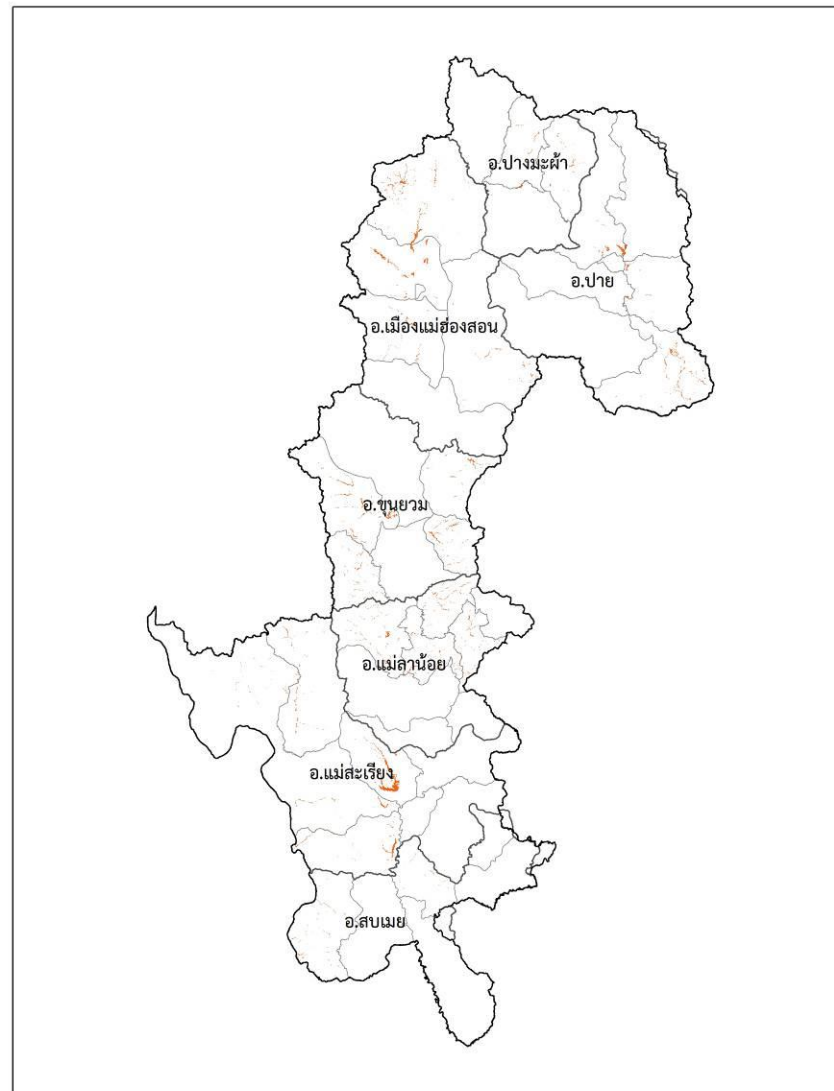 อ.ปางมะผ้า
อ.ปาย
อ.เมืองแม่ฮ่องสอน
อ.ขุนยวม
อ.แม่ลาน้อย
อ.แม่สะเรียง
อ.สบเมย